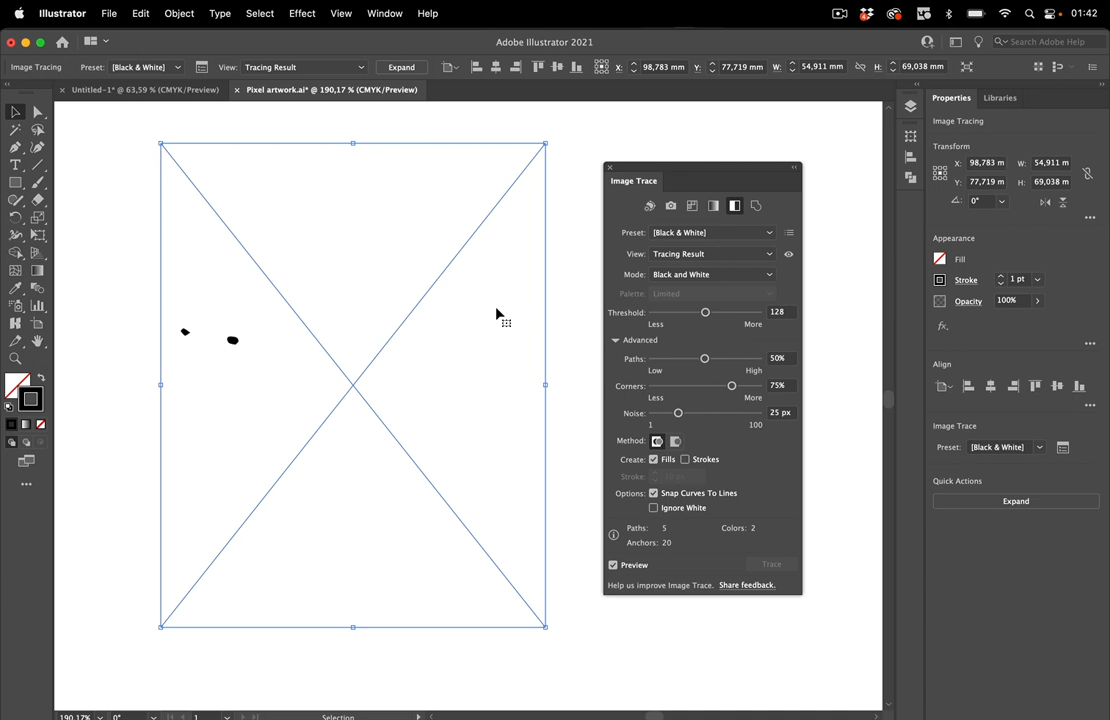 Illustrator File Edit Object Type Select Effect View Window Help 01:42
Adobe Illustrator 2021 Search Adobe Help
Image Tracing Preset: [Black & White] View: Tracing Result Expand X: 98,783 mm Y: 77,719 mm W: 54,911 mm H: 69,038 mm
Untitled-1* @ 63,59 % (CMYK/Preview) Pixel artwork.ai* @ 190,17 % (CMYK/Preview)
Properties Libraries
Image Tracing
Transform
X: 98,783 m W: 54,911 m
Y: 77,719 m H: 69,038 m
0°
Appearance
Fill
Stroke 1 pt
Opacity 100%
fx
Align
Image Trace
Preset: [Black & White]
Quick Actions
Expand
Image Trace
Preset: [Black & White]
View: Tracing Result
Mode: Black and White
Palette: Limited
Threshold: 128
Less More
Advanced
Paths: 50%
Low High
Corners: 75%
Less More
Noise: 25 px
1 100
Method:
Create: Fills Strokes
Stroke: 10 px
Options: Snap Curves To Lines
Ignore White
Paths: 5 Colors: 2
Anchors: 20
Preview Trace
Help us improve Image Trace. Share feedback.
190,17% 0° 1 Selection